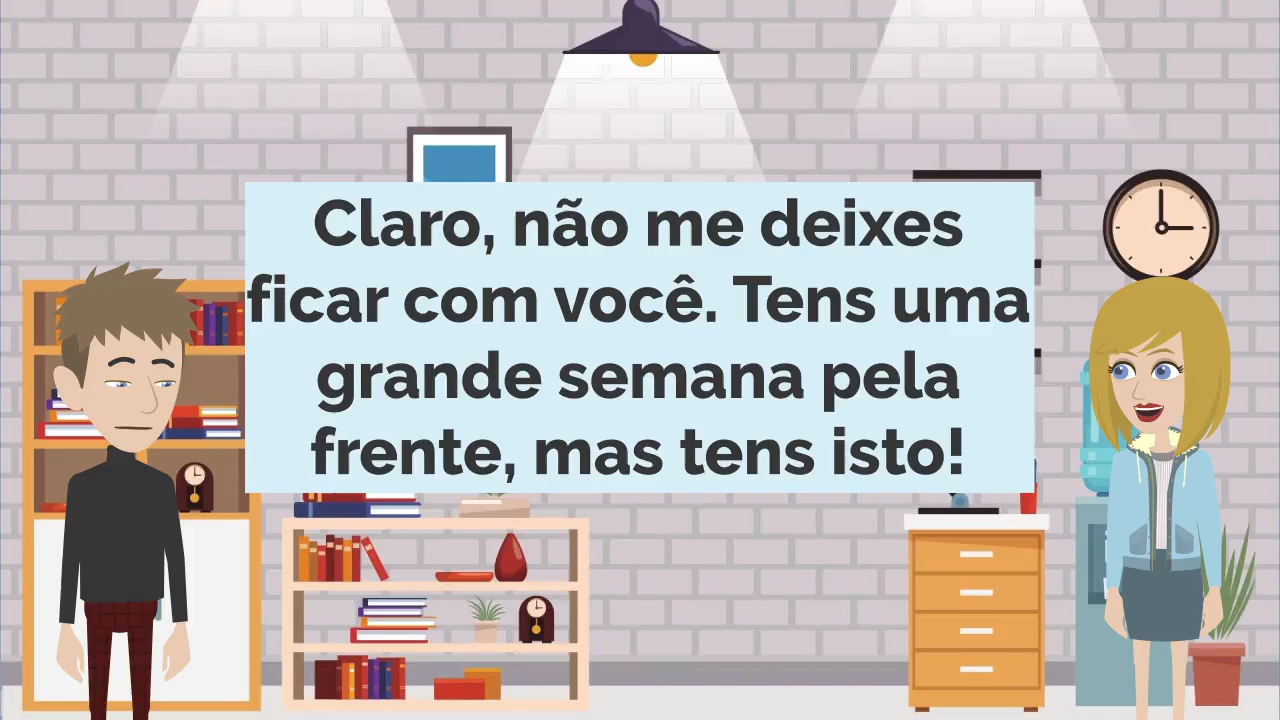 Claro, não me deixes
ficar com você. Tens uma
grande semana pela
frente, mas tens isto!